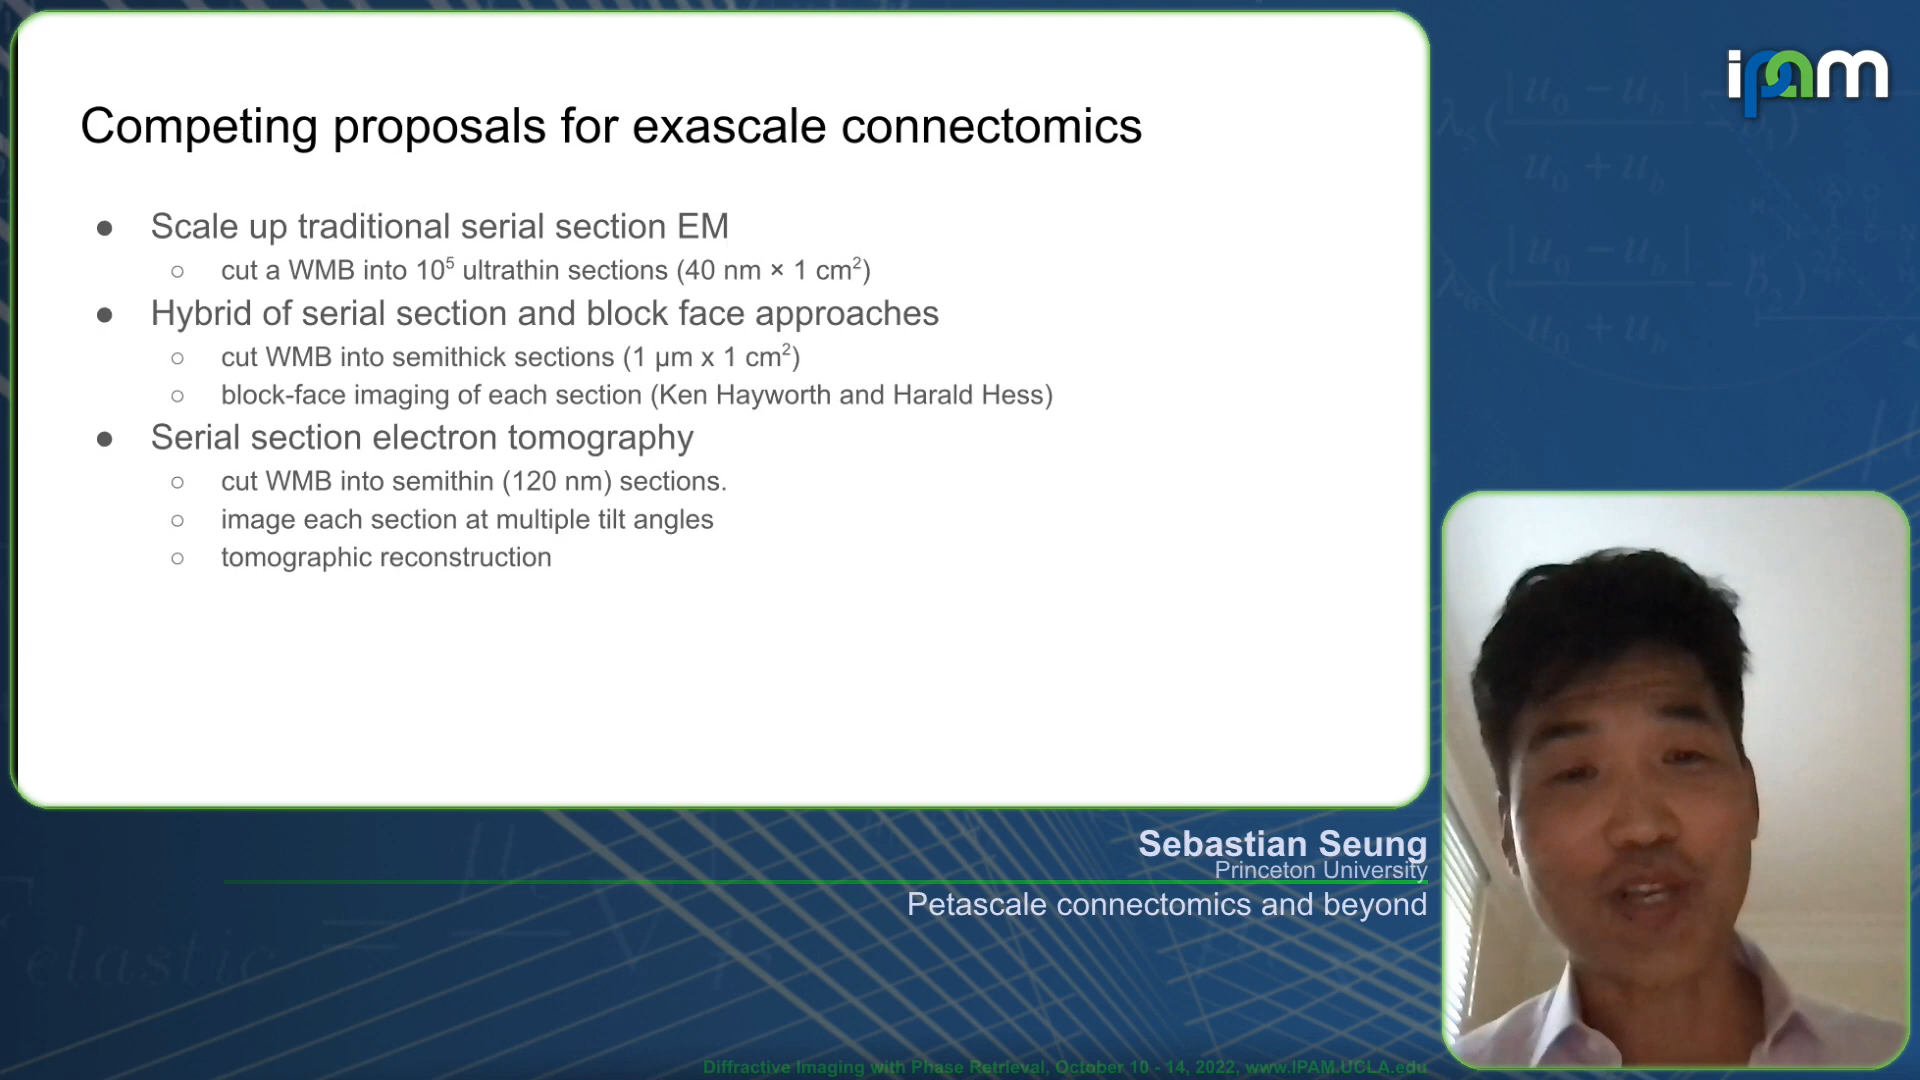 ipam
Competing proposals for exascale connectomics
● Scale up traditional serial section EM
○ cut a WMB into 10⁵ ultrathin sections (40 nm × 1 cm²)
● Hybrid of serial section and block face approaches
○ cut WMB into semithick sections (1 μm x 1 cm²)
○ block-face imaging of each section (Ken Hayworth and Harald Hess)
● Serial section electron tomography
○ cut WMB into semithin (120 nm) sections.
○ image each section at multiple tilt angles
○ tomographic reconstruction
Sebastian Seung
Princeton University
Petascale connectomics and beyond
elastic
Diffractive Imaging with Phase Retrieval, October 10 - 14, 2022, www.IPAM.UCLA.edu